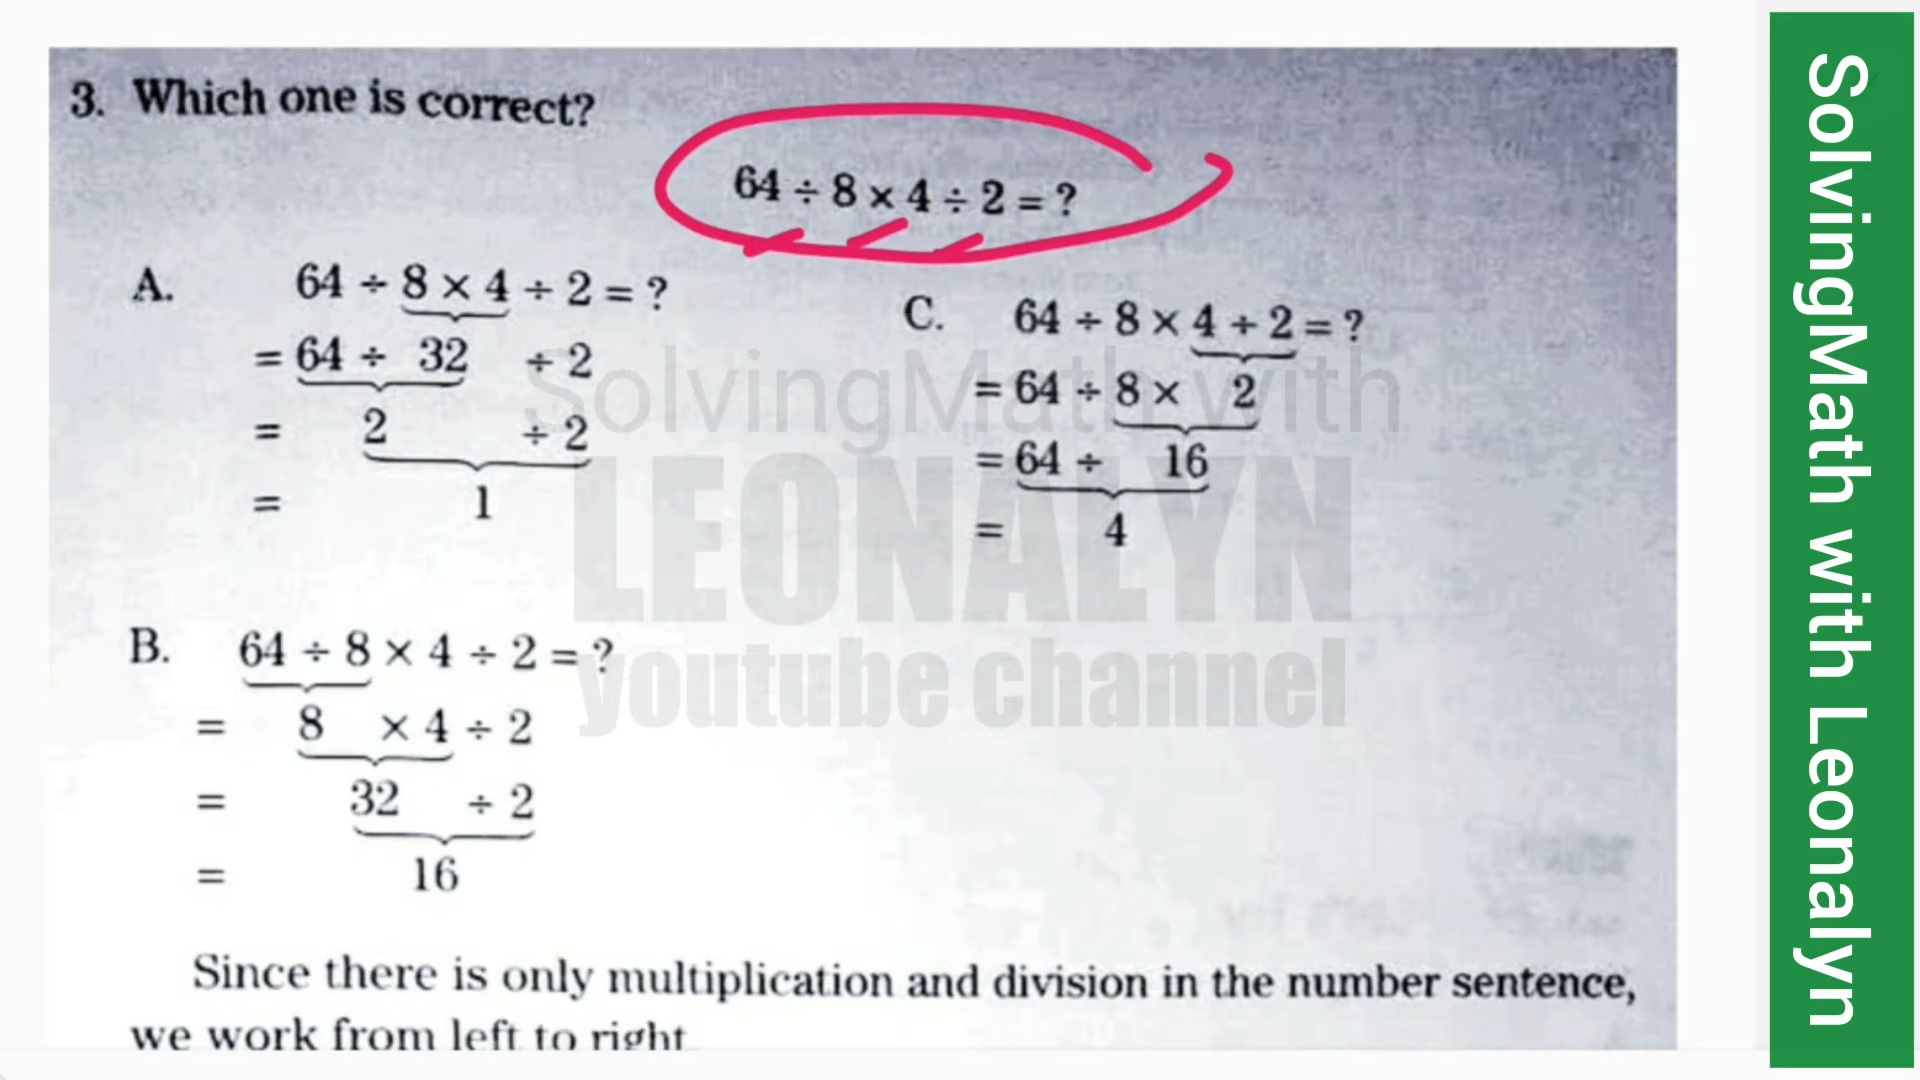 3. Which one is correct?
64 ÷ 8 × 4 ÷ 2 = ?
A. 64 ÷ 8 × 4 ÷ 2 = ?
= 64 ÷ 32 ÷ 2
= 2 ÷ 2
= 1
C. 64 ÷ 8 × 4 ÷ 2 = ?
= 64 ÷ 8 × 2
= 64 ÷ 16
= 4
B. 64 ÷ 8 × 4 ÷ 2 = ?
= 8 × 4 ÷ 2
= 32 ÷ 2
= 16
Since there is only multiplication and division in the number sentence,
we work from left to right
SolvingMath with
LEONALYN
youtube channel
SolvingMath with Leonalyn